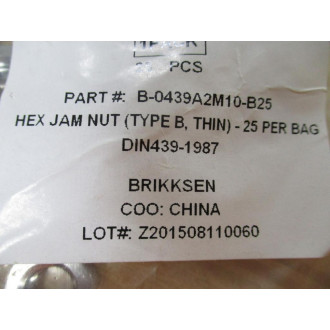 PCS
PART #: B-0439A2M10-B25
HEX JAM NUT (TYPE B, THIN) - 25 PER BAG
DIN439-1987
BRIKKSEN
COO: CHINA
LOT#: Z201508110060